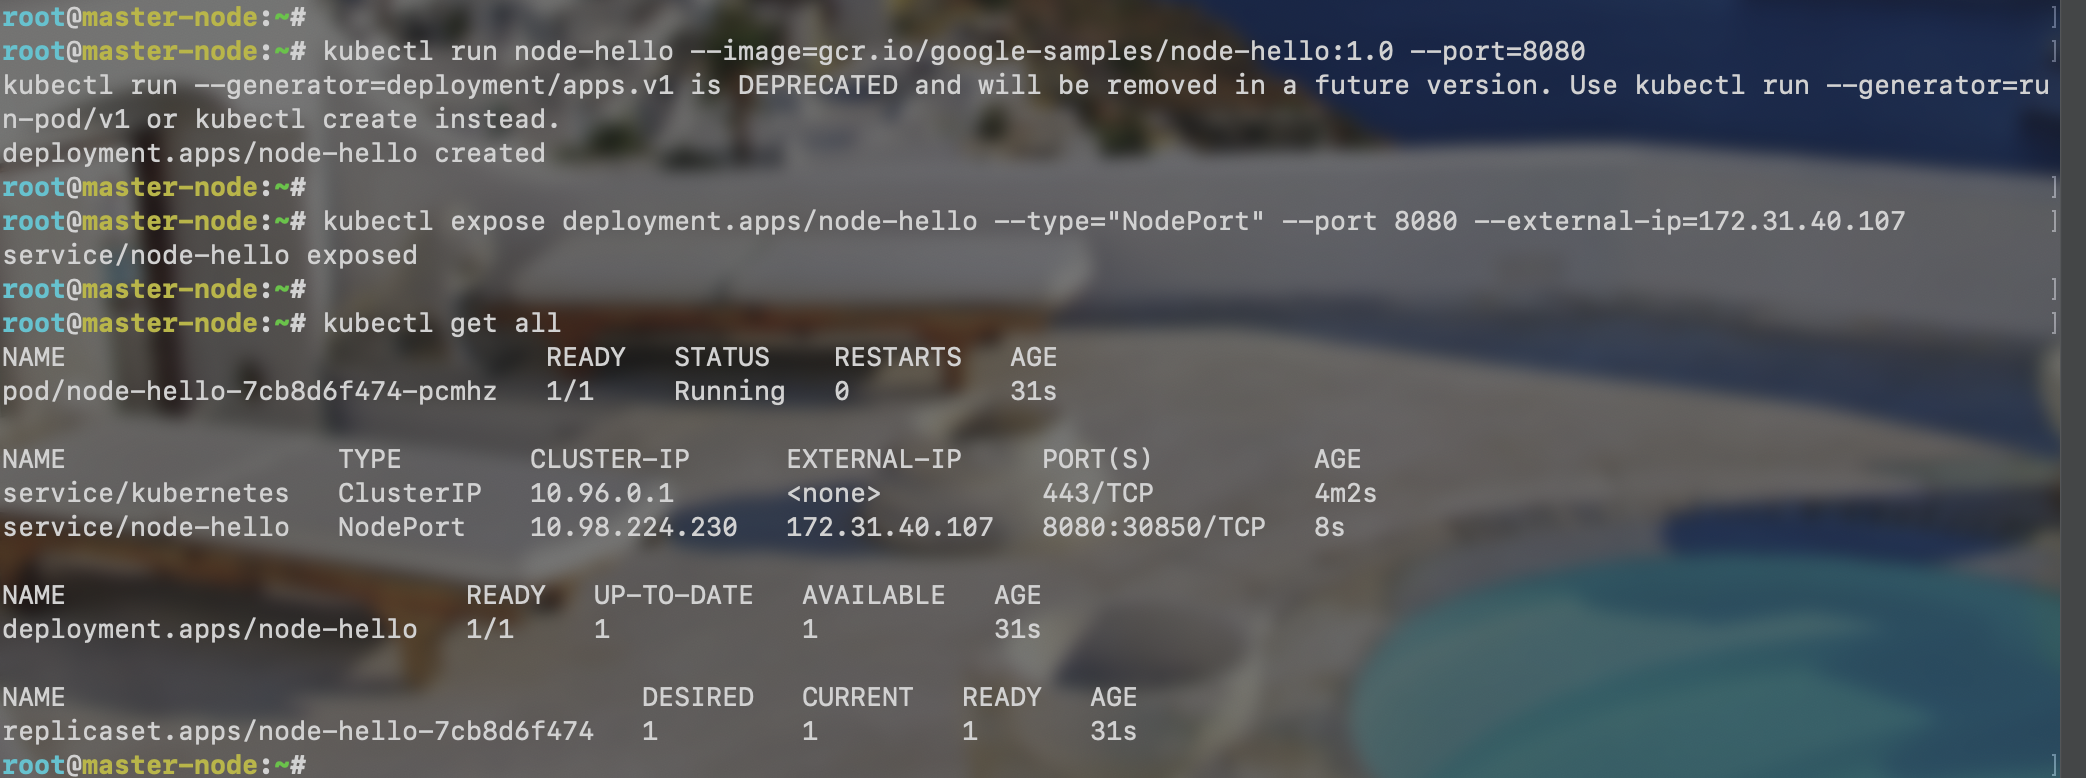 root@master-node:~# ]
root@master-node:~# kubectl run node-hello --image=gcr.io/google-samples/node-hello:1.0 --port=8080 ]
kubectl run --generator=deployment/apps.v1 is DEPRECATED and will be removed in a future version. Use kubectl run --generator=ru
n-pod/v1 or kubectl create instead.
deployment.apps/node-hello created
root@master-node:~# ]
root@master-node:~# kubectl expose deployment.apps/node-hello --type="NodePort" --port 8080 --external-ip=172.31.40.107 ]
service/node-hello exposed
root@master-node:~# ]
root@master-node:~# kubectl get all ]
NAME READY STATUS RESTARTS AGE
pod/node-hello-7cb8d6f474-pcmhz 1/1 Running 0 31s
NAME TYPE CLUSTER-IP EXTERNAL-IP PORT(S) AGE
service/kubernetes ClusterIP 10.96.0.1 <none> 443/TCP 4m2s
service/node-hello NodePort 10.98.224.230 172.31.40.107 8080:30850/TCP 8s
NAME READY UP-TO-DATE AVAILABLE AGE
deployment.apps/node-hello 1/1 1 1 31s
NAME DESIRED CURRENT READY AGE
replicaset.apps/node-hello-7cb8d6f474 1 1 1 31s
root@master-node:~# ]